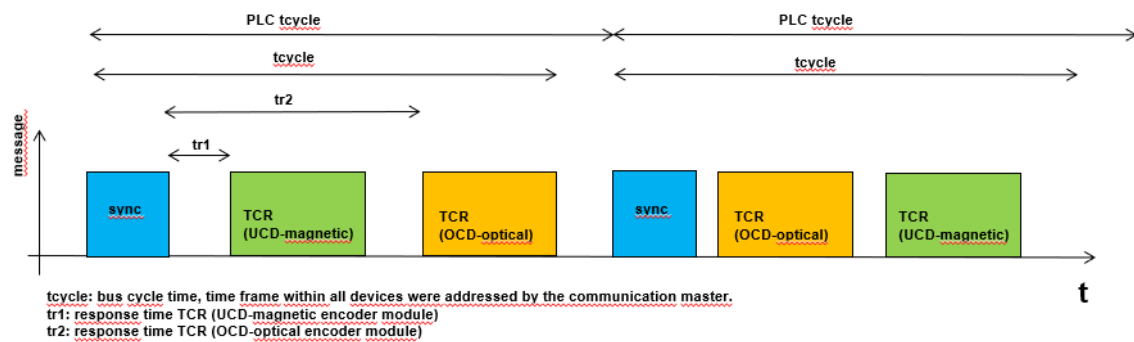 PLC tcycle
PLC tcycle
tcycle
tcycle
tr2
tr1
message
sync
TCR
(UCD-magnetic)
TCR
(OCD-optical)
sync
TCR
(OCD-optical)
TCR
(UCD-magnetic)
t
tcycle: bus cycle time, time frame within all devices were addressed by the communication master.
tr1: response time TCR (UCD-magnetic encoder module)
tr2: response time TCR (OCD-optical encoder module)